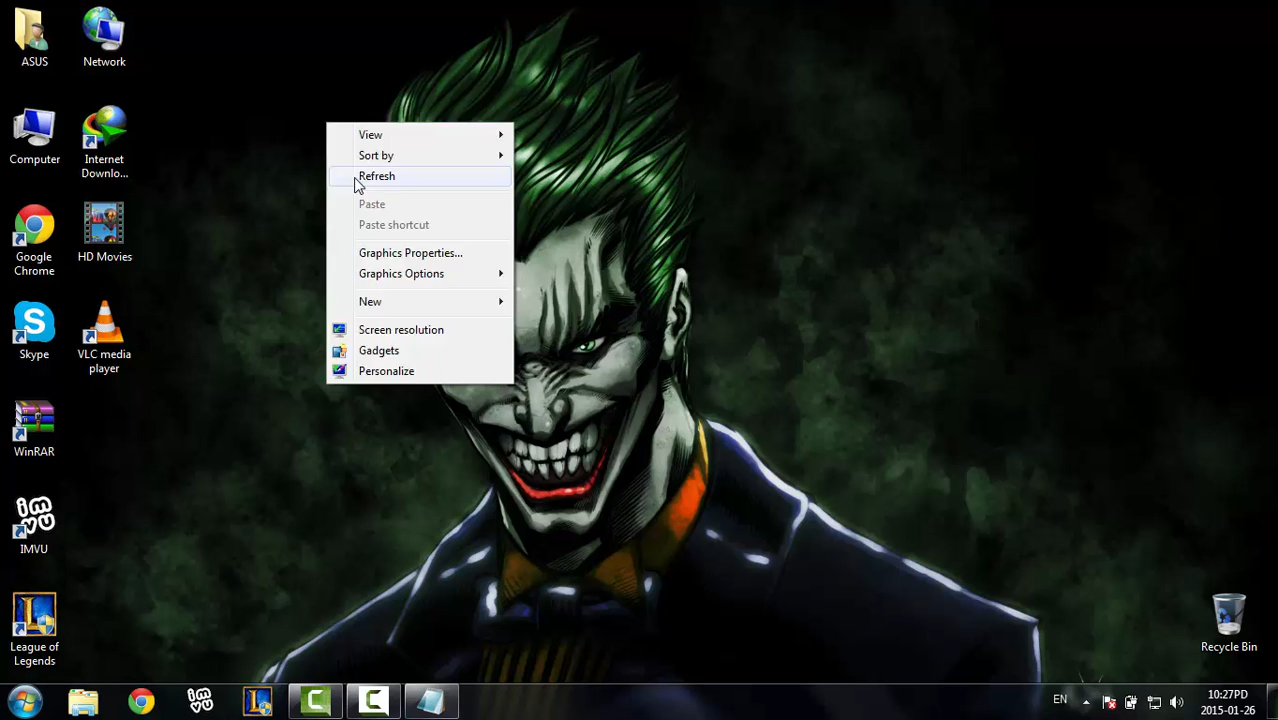 ASUS
Network
Computer
Internet
Downlo...
Google
Chrome
HD Movies
Skype
VLC media
player
WinRAR
IMVU
League of
Legends
View
Sort by
Refresh
Paste
Paste shortcut
Graphics Properties...
Graphics Options
New
Screen resolution
Gadgets
Personalize
Recycle Bin
EN
10:27PD
2015-01-26